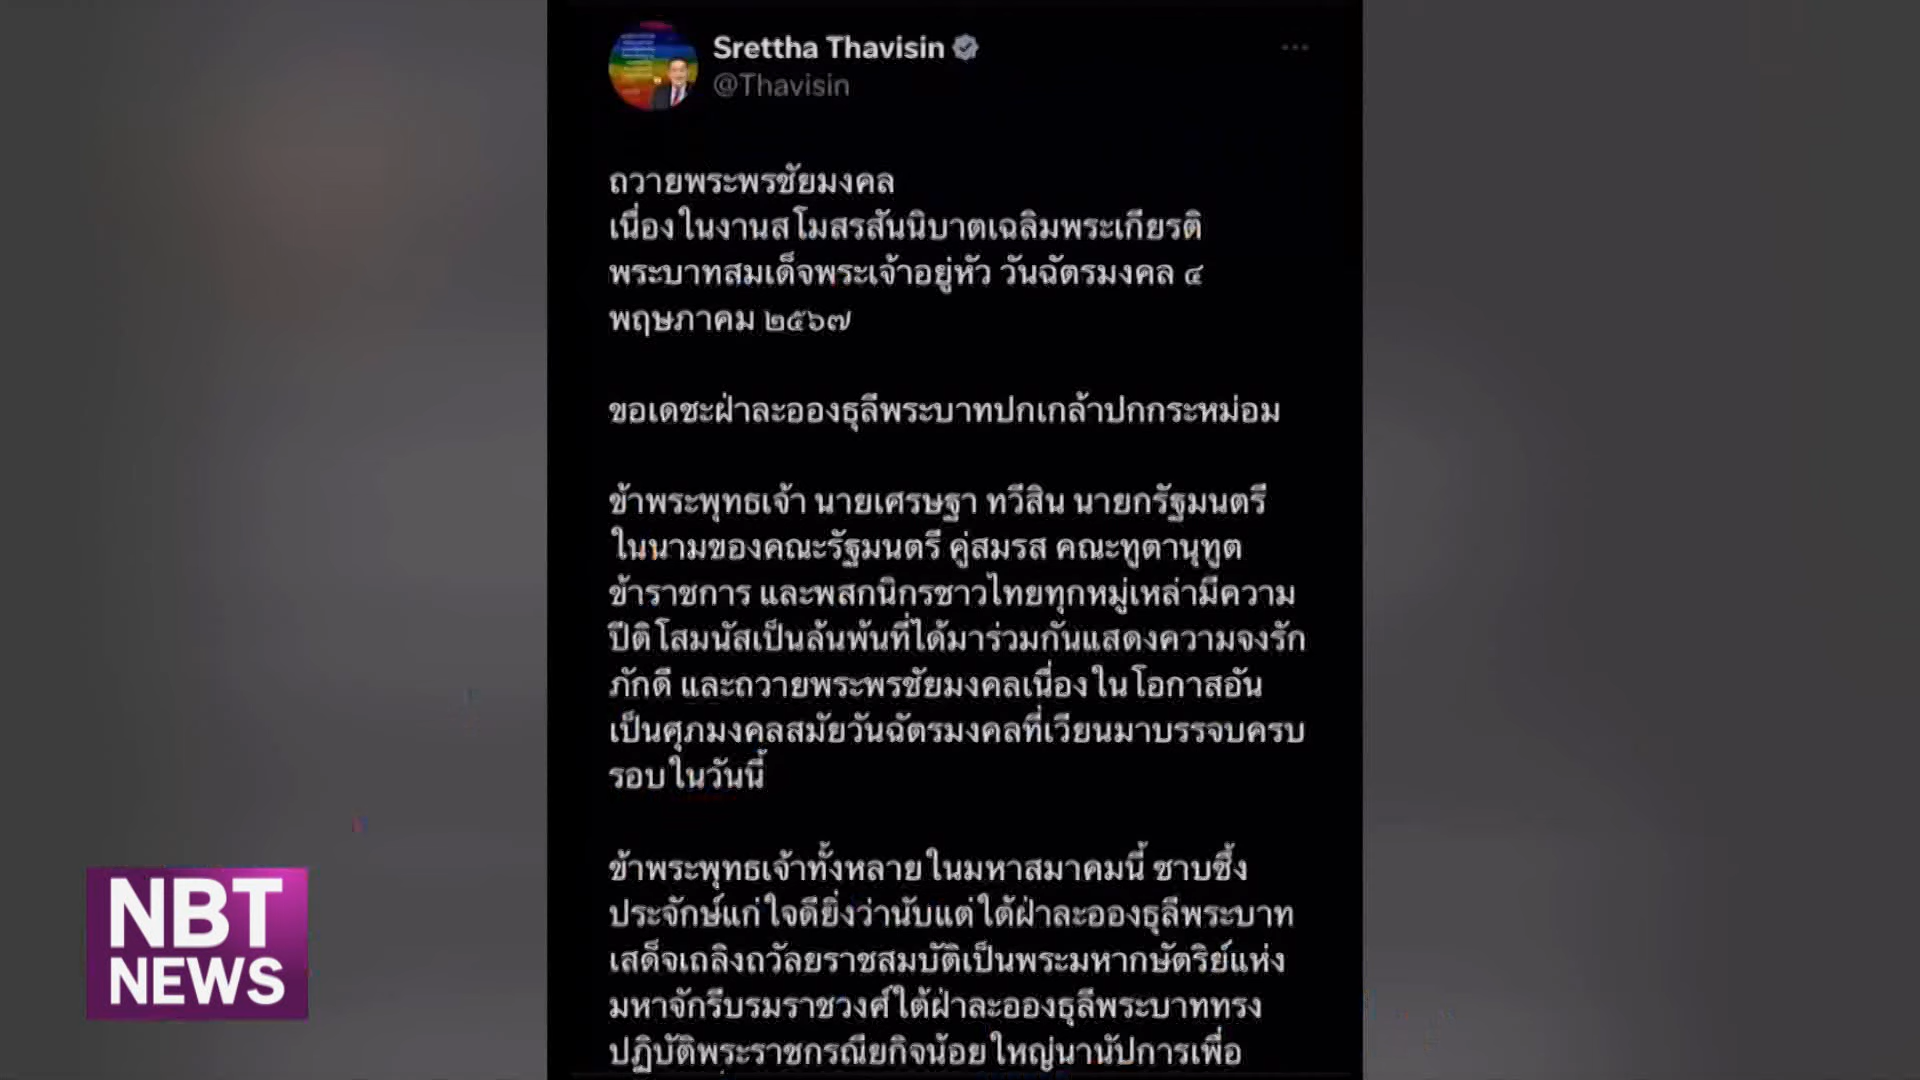 Srettha Thavisin
@Thavisin
ถวายพระพรชัยมงคล
เนื่องในงานสโมสรสันนิบาตเฉลิมพระเกียรติ
พระบาทสมเด็จพระเจ้าอยู่หัว วันฉัตรมงคล ๔
พฤษภาคม ๒๕๖๗
ขอเดชะฝ่าละอองธุลีพระบาทปกเกล้าปกกระหม่อม
ข้าพระพุทธเจ้า นายเศรษฐา ทวีสิน นายกรัฐมนตรี
ในนามของคณะรัฐมนตรี คู่สมรส คณะทูตานุทูต
ข้าราชการ และพสกนิกรชาวไทยทุกหมู่เหล่ามีความ
ปีติโสมนัสเป็นล้นพ้นที่ได้มาร่วมกันแสดงความจงรัก
ภักดี และถวายพระพรชัยมงคลเนื่องในโอกาสอัน
เป็นศุภมงคลสมัยวันฉัตรมงคลที่เวียนมาบรรจบครบ
รอบในวันนี้
ข้าพระพุทธเจ้าทั้งหลายในมหาสมาคมนี้ ซาบซึ้ง
ประจักษ์แก่ใจดียิ่งว่านับแต่ใต้ฝ่าละอองธุลีพระบาท
เสด็จเถลิงถวัลยราชสมบัติเป็นพระมหากษัตริย์แห่ง
มหาจักรีบรมราชวงศ์ใต้ฝ่าละอองธุลีพระบาททรง
ปฏิบัติพระราชกรณียกิจน้อยใหญ่นานัปการเพื่อ
NBT
NEWS